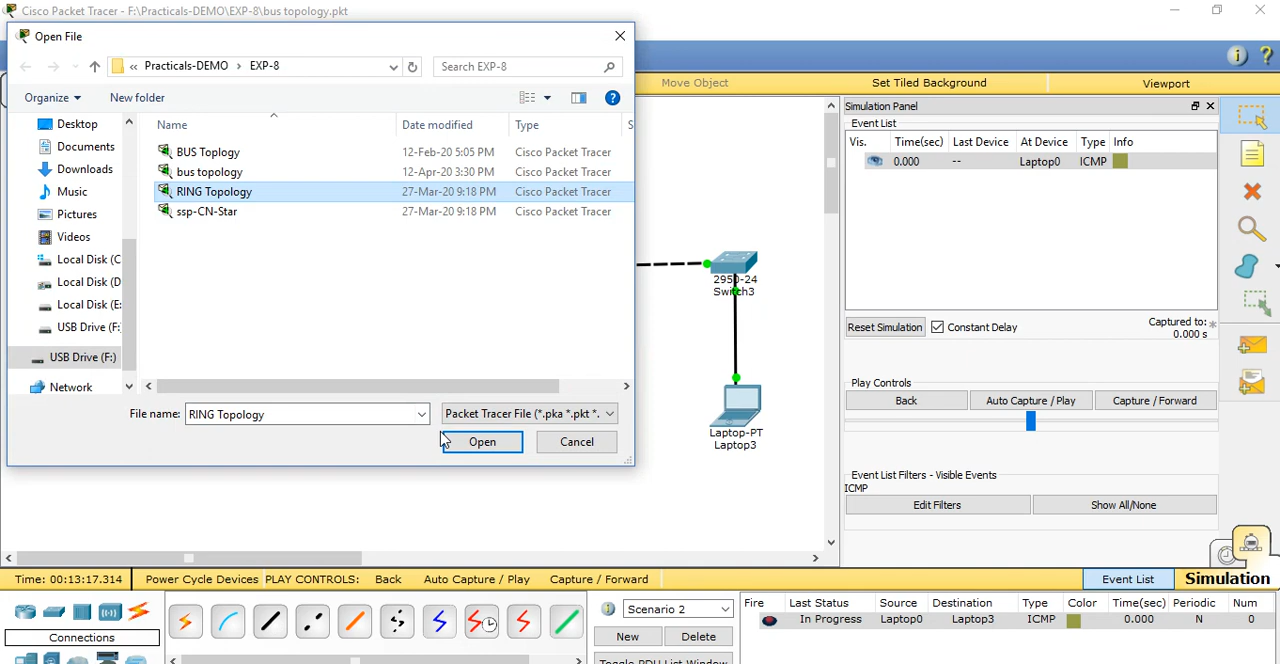 Cisco Packet Tracer - F:\Practicals-DEMO\EXP-8\bus topology.pkt
Open File
« Practicals-DEMO › EXP-8
Search EXP-8
Organize
New folder
Move Object
Set Tiled Background
Viewport
Name
Date modified
Type
S
Desktop
Documents
Downloads
Music
Pictures
Videos
Local Disk (C
Local Disk (D
Local Disk (E:
USB Drive (F:
USB Drive (F:)
Network
BUS Toplogy 12-Feb-20 5:05 PM Cisco Packet Tracer
bus topology 12-Apr-20 3:30 PM Cisco Packet Tracer
RING Topology 27-Mar-20 9:18 PM Cisco Packet Tracer
ssp-CN-Star 27-Mar-20 9:18 PM Cisco Packet Tracer
File name: RING Topology
Packet Tracer File (*.pka *.pkt *.
Open
Cancel
2950-24
Switch3
Laptop-PT
Laptop3
Simulation Panel
Event List
Vis. Time(sec) Last Device At Device Type Info
0.000 -- Laptop0 ICMP
Reset Simulation
Constant Delay
Captured to: *
0.000 s
Play Controls
Back
Auto Capture / Play
Capture / Forward
Event List Filters - Visible Events
ICMP
Edit Filters
Show All/None
Time: 00:13:17.314 Power Cycle Devices PLAY CONTROLS: Back Auto Capture / Play Capture / Forward
Event List
Simulation
Connections
Scenario 2
New
Delete
Toggle PDU List Window
Fire Last Status Source Destination Type Color Time(sec) Periodic Num
In Progress Laptop0 Laptop3 ICMP 0.000 N 0